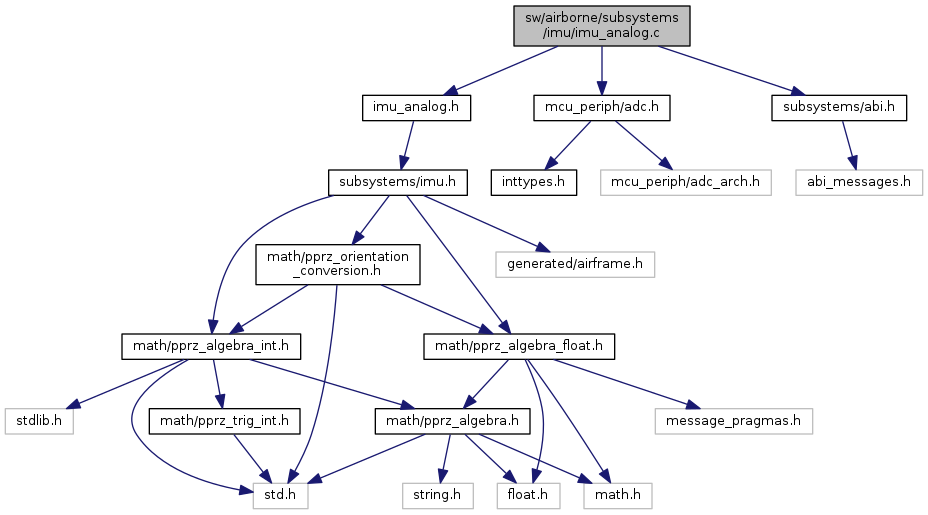 sw/airborne/subsystems
/imu/imu_analog.c
imu_analog.h
mcu_periph/adc.h
subsystems/abi.h
subsystems/imu.h
inttypes.h
mcu_periph/adc_arch.h
abi_messages.h
math/pprz_orientation
_conversion.h
generated/airframe.h
math/pprz_algebra_int.h
math/pprz_algebra_float.h
stdlib.h
math/pprz_trig_int.h
math/pprz_algebra.h
message_pragmas.h
std.h
string.h
float.h
math.h